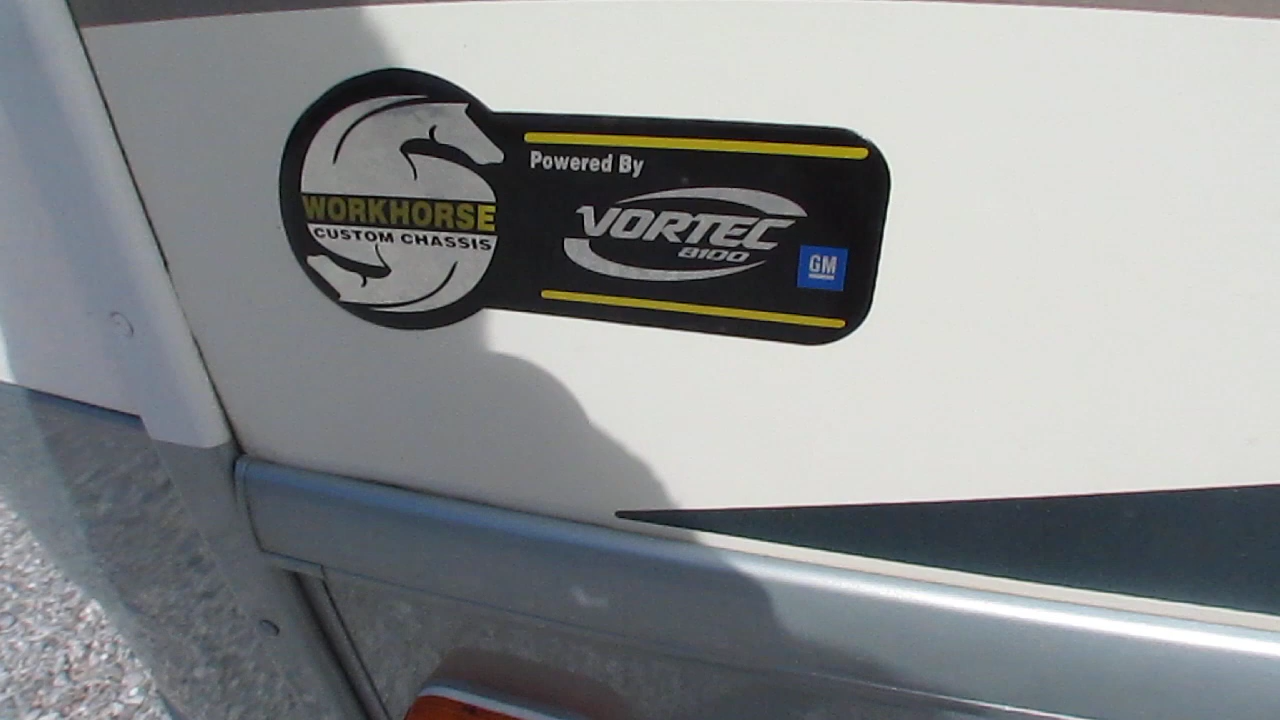 WORKHORSE
CUSTOM CHASSIS
Powered By
VORTEC
8100
GM